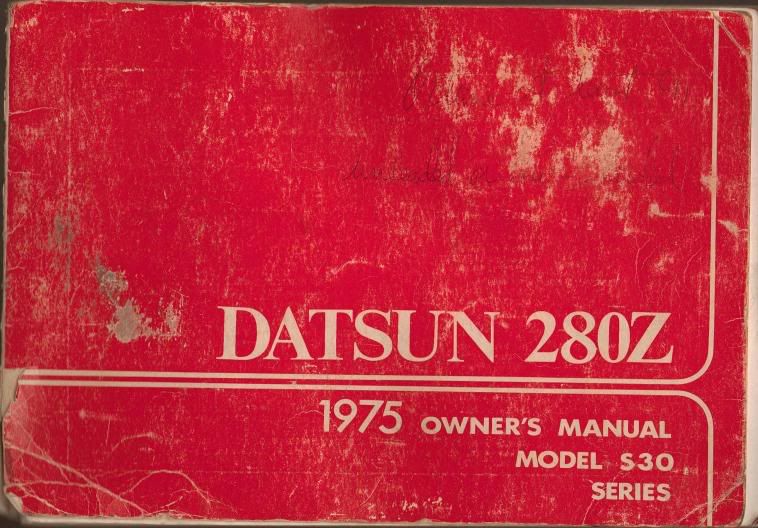 DATSUN 280Z
1975 OWNER'S MANUAL
MODEL S30
SERIES